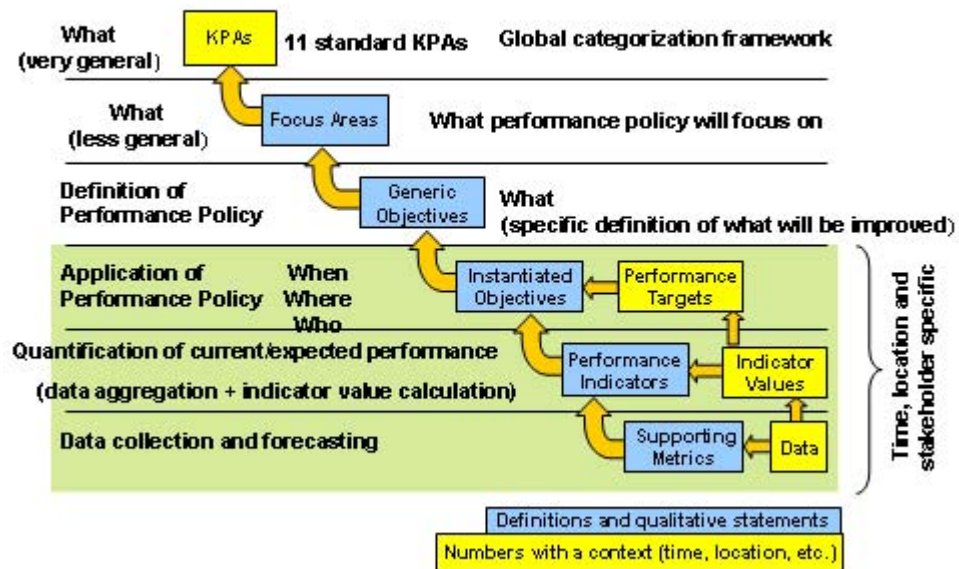 What
(very general)
KPAs
11 standard KPAs
Global categorization framework
What
(less general)
Focus Areas
What performance policy will focus on
Definition of
Performance Policy
Generic
Objectives
What
(specific definition of what will be improved)
Application of
Performance Policy
When
Where
Who
Instantiated
Objectives
Performance
Targets
Quantification of current/expected performance
(data aggregation + indicator value calculation)
Performance
Indicators
Indicator
Values
Data collection and forecasting
Supporting
Metrics
Data
Time, location and
stakeholder specific
Definitions and qualitative statements
Numbers with a context (time, location, etc.)